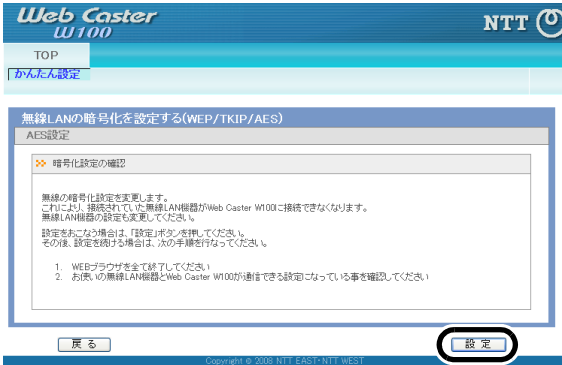 Web Caster
W100
NTT
TOP
かんたん設定
無線LANの暗号化を設定する(WEP/TKIP/AES)
AES設定
暗号化設定の確認
無線の暗号化設定を変更します。
これにより、接続されていた無線LAN機器がWeb Caster W100に接続できなくなります。
無線LAN機器の設定も変更してください。
設定をおこなう場合は、「設定」ボタンを押してください。
その後、設定を続ける場合は、次の手順を行なってください。
1. WEBブラウザを全て終了してください
2. お使いの無線LAN機器とWeb Caster W100が通信できる設定になっている事を確認してください
戻る
設定
Copyright © 2008 NTT EAST・NTT WEST